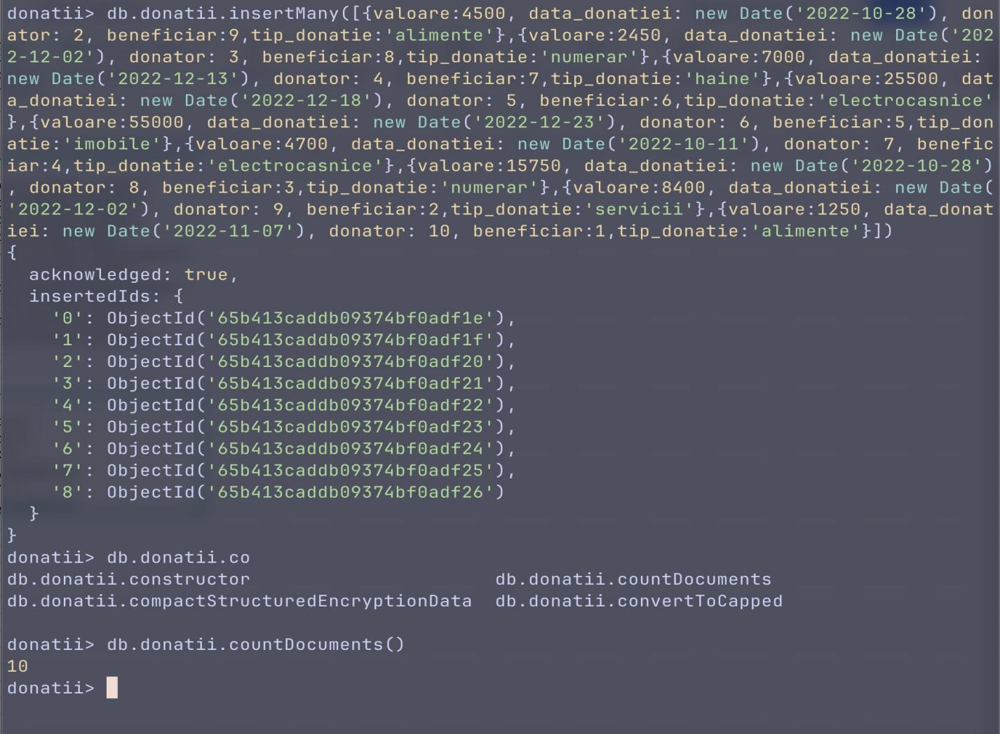 donatii> db.donatii.insertMany([{valoare:4500, data_donatiei: new Date('2022-10-28'), don
ator: 2, beneficiar:9,tip_donatie:'alimente'},{valoare:2450, data_donatiei: new Date('202
2-12-02'), donator: 3, beneficiar:8,tip_donatie:'numerar'},{valoare:7000, data_donatiei:
new Date('2022-12-13'), donator: 4, beneficiar:7,tip_donatie:'haine'},{valoare:25500, dat
a_donatiei: new Date('2022-12-18'), donator: 5, beneficiar:6,tip_donatie:'electrocasnice'
},{valoare:55000, data_donatiei: new Date('2022-12-23'), donator: 6, beneficiar:5,tip_don
atie:'imobile'},{valoare:4700, data_donatiei: new Date('2022-10-11'), donator: 7, benefic
iar:4,tip_donatie:'electrocasnice'},{valoare:15750, data_donatiei: new Date('2022-10-28')
, donator: 8, beneficiar:3,tip_donatie:'numerar'},{valoare:8400, data_donatiei: new Date(
'2022-12-02'), donator: 9, beneficiar:2,tip_donatie:'servicii'},{valoare:1250, data_donat
iei: new Date('2022-11-07'), donator: 10, beneficiar:1,tip_donatie:'alimente'}])
{
  acknowledged: true,
  insertedIds: {
    '0': ObjectId('65b413caddb09374bf0adf1e'),
    '1': ObjectId('65b413caddb09374bf0adf1f'),
    '2': ObjectId('65b413caddb09374bf0adf20'),
    '3': ObjectId('65b413caddb09374bf0adf21'),
    '4': ObjectId('65b413caddb09374bf0adf22'),
    '5': ObjectId('65b413caddb09374bf0adf23'),
    '6': ObjectId('65b413caddb09374bf0adf24'),
    '7': ObjectId('65b413caddb09374bf0adf25'),
    '8': ObjectId('65b413caddb09374bf0adf26')
  }
}
donatii> db.donatii.co
db.donatii.constructor db.donatii.countDocuments
db.donatii.compactStructuredEncryptionData db.donatii.convertToCapped
donatii> db.donatii.countDocuments()
10
donatii>